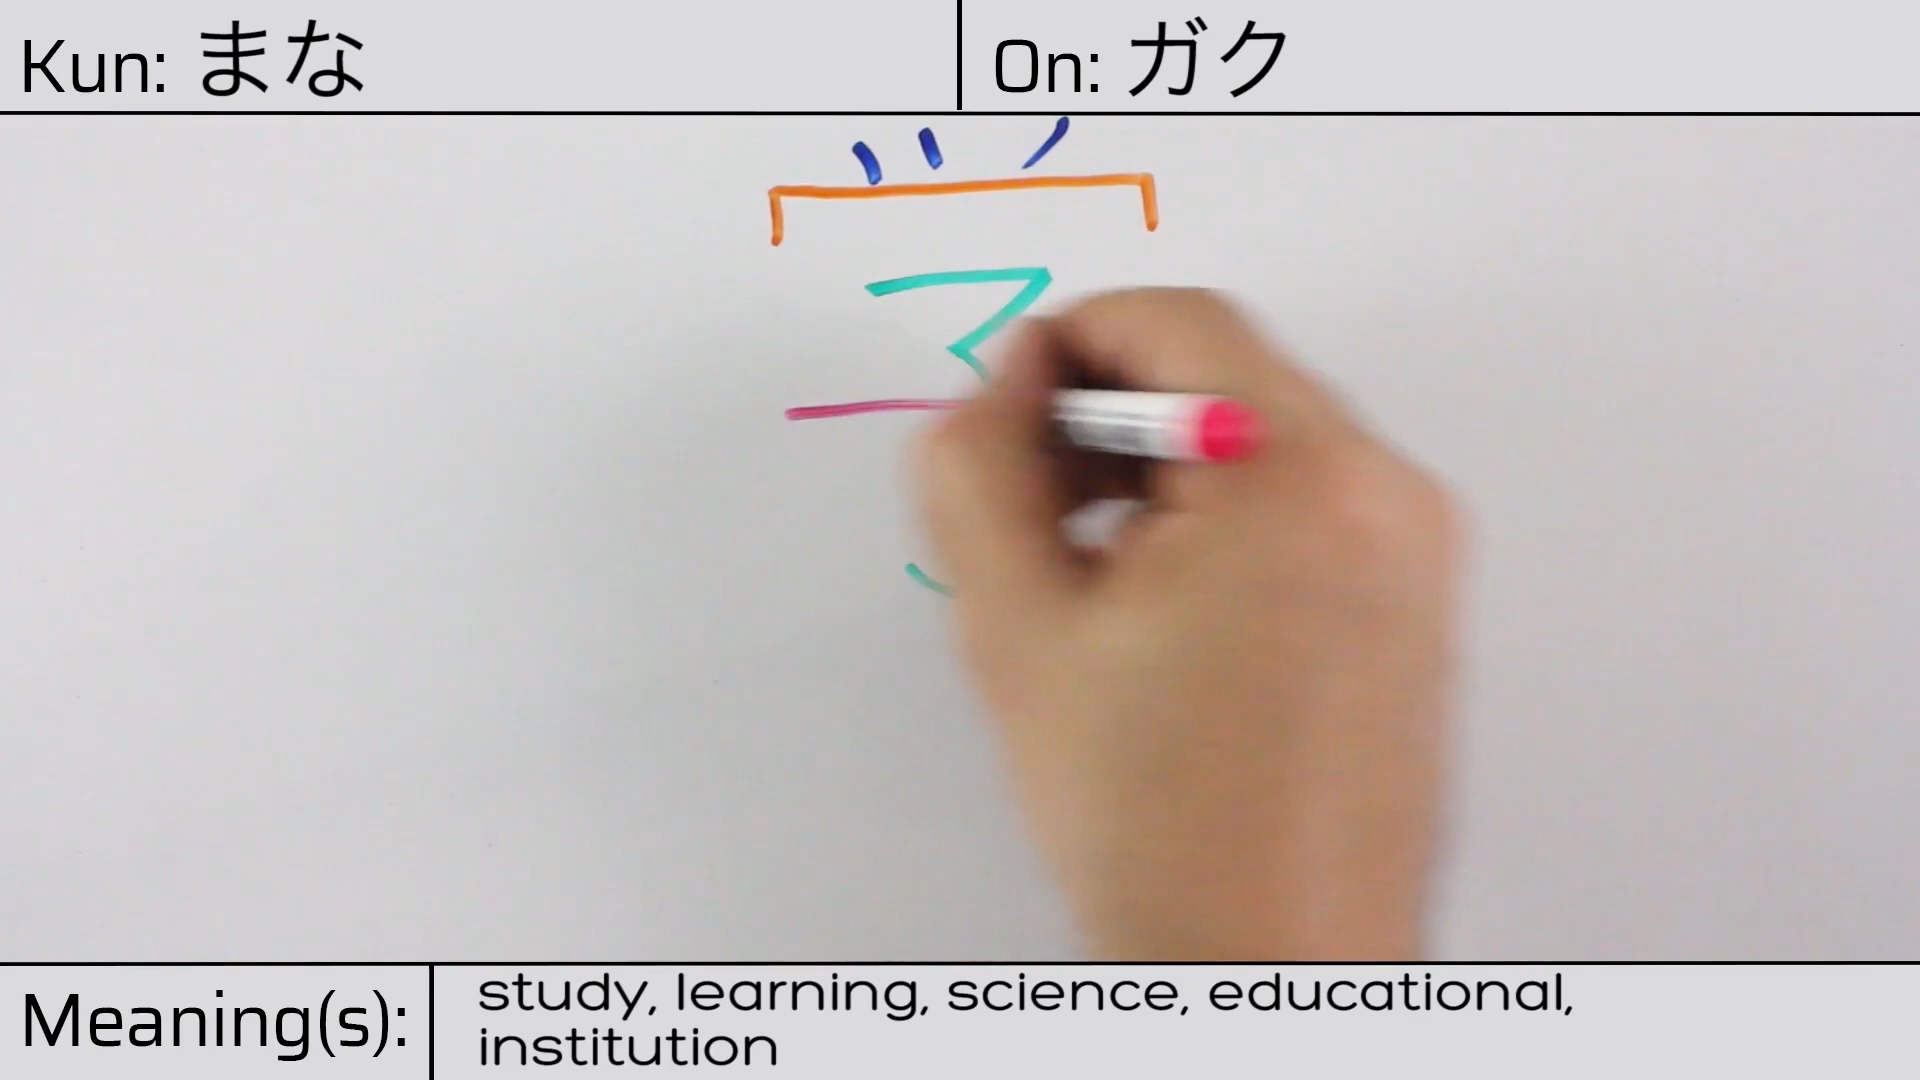 Kun: まな
On: ガク
Meaning(s): study, learning, science, educational,
institution